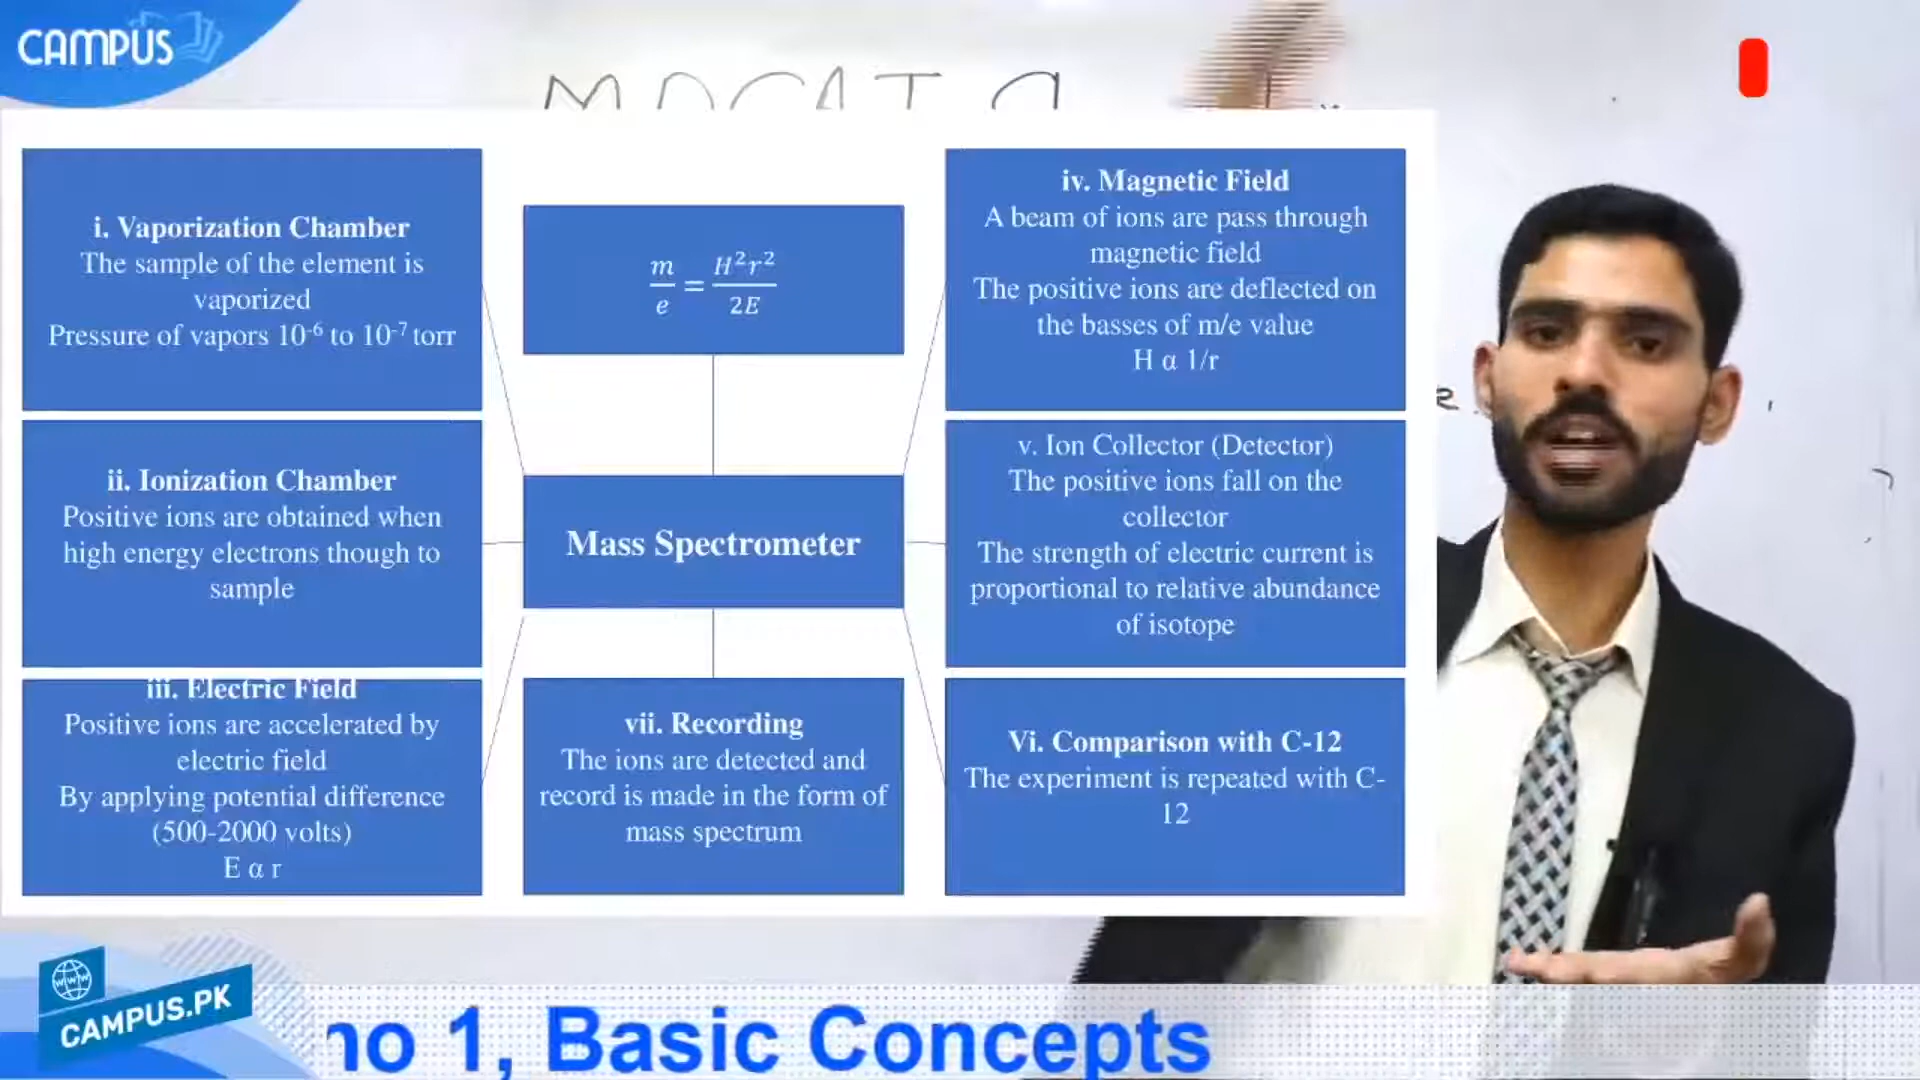 CAMPUS
MDCAT
i. Vaporization Chamber
The sample of the element is
vaporized
Pressure of vapors 10⁻⁶ to 10⁻⁷ torr
m/e = H²r²/2E
iv. Magnetic Field
A beam of ions are pass through
magnetic field
The positive ions are deflected on
the basses of m/e value
H α 1/r
ii. Ionization Chamber
Positive ions are obtained when
high energy electrons though to
sample
Mass Spectrometer
v. Ion Collector (Detector)
The positive ions fall on the
collector
The strength of electric current is
proportional to relative abundance
of isotope
iii. Electric Field
Positive ions are accelerated by
electric field
By applying potential difference
(500-2000 volts)
E α r
vii. Recording
The ions are detected and
record is made in the form of
mass spectrum
Vi. Comparison with C-12
The experiment is repeated with C-
12
www
CAMPUS.PK
no 1, Basic Concepts